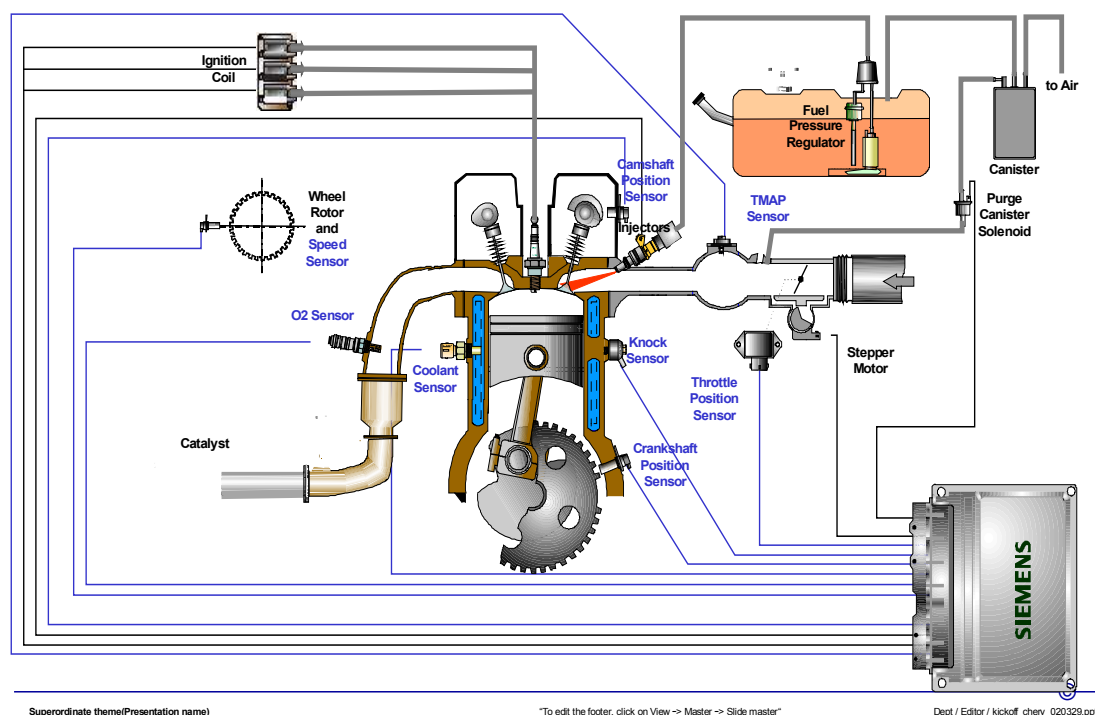 Ignition
Coil
to Air
Fuel
Pressure
Regulator
Canister
Camshaft
Position
Sensor
Wheel
Rotor
and
Speed
Sensor
TMAP
Sensor
Purge
Canister
Solenoid
Injectors
O2 Sensor
Coolant
Sensor
Knock
Sensor
Stepper
Motor
Throttle
Position
Sensor
Catalyst
Crankshaft
Position
Sensor
SIEMENS
©
Superordinate theme(Presentation name)
"To edit the footer, click on View -> Master -> Slide master"
Dept / Editor / kickoff_chery_020329.ppt